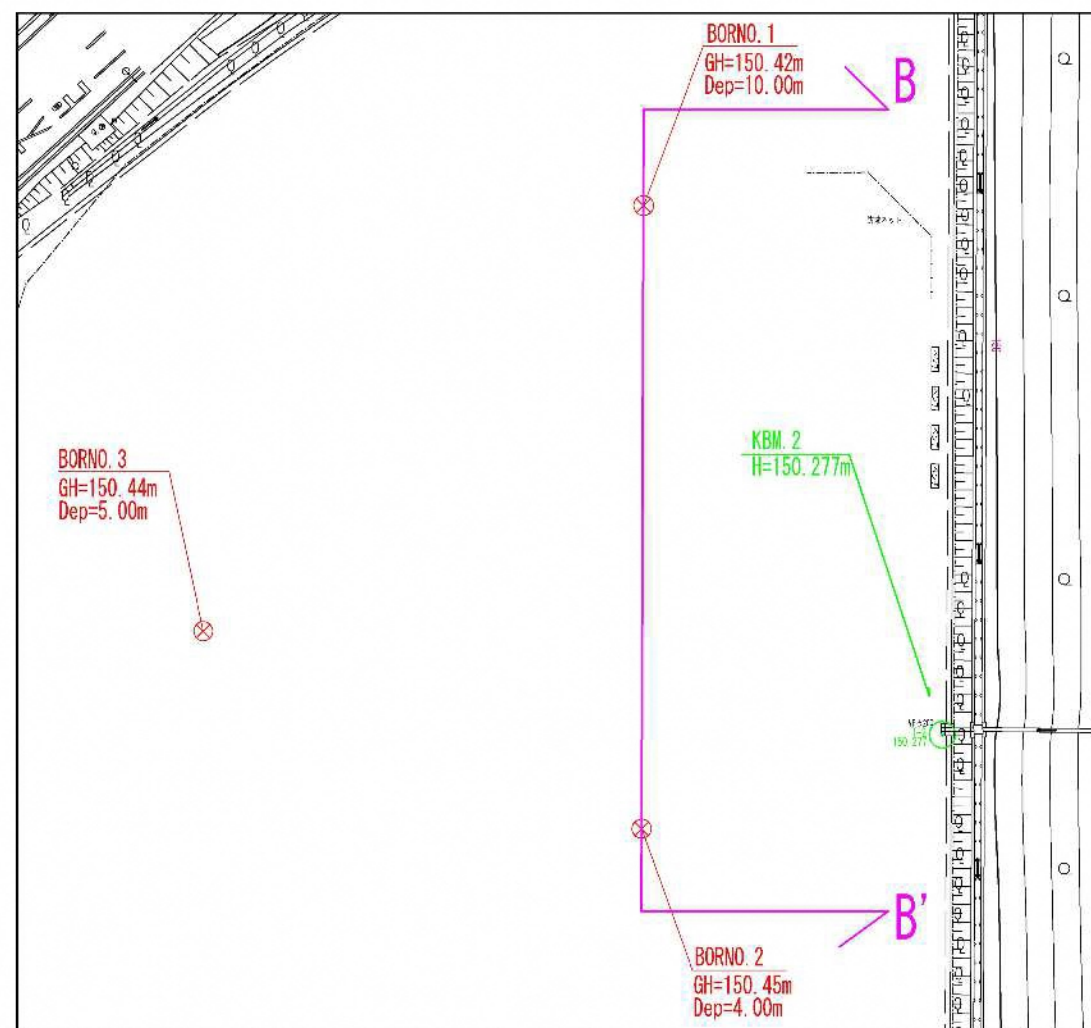 BORNO. 1
GH=150. 42m
Dep=10. 00m
B
KBM. 2
H=150. 277m
BORNO. 3
GH=150. 44m
Dep=5. 00m
150. 277
B'
BORNO. 2
GH=150. 45m
Dep=4. 00m